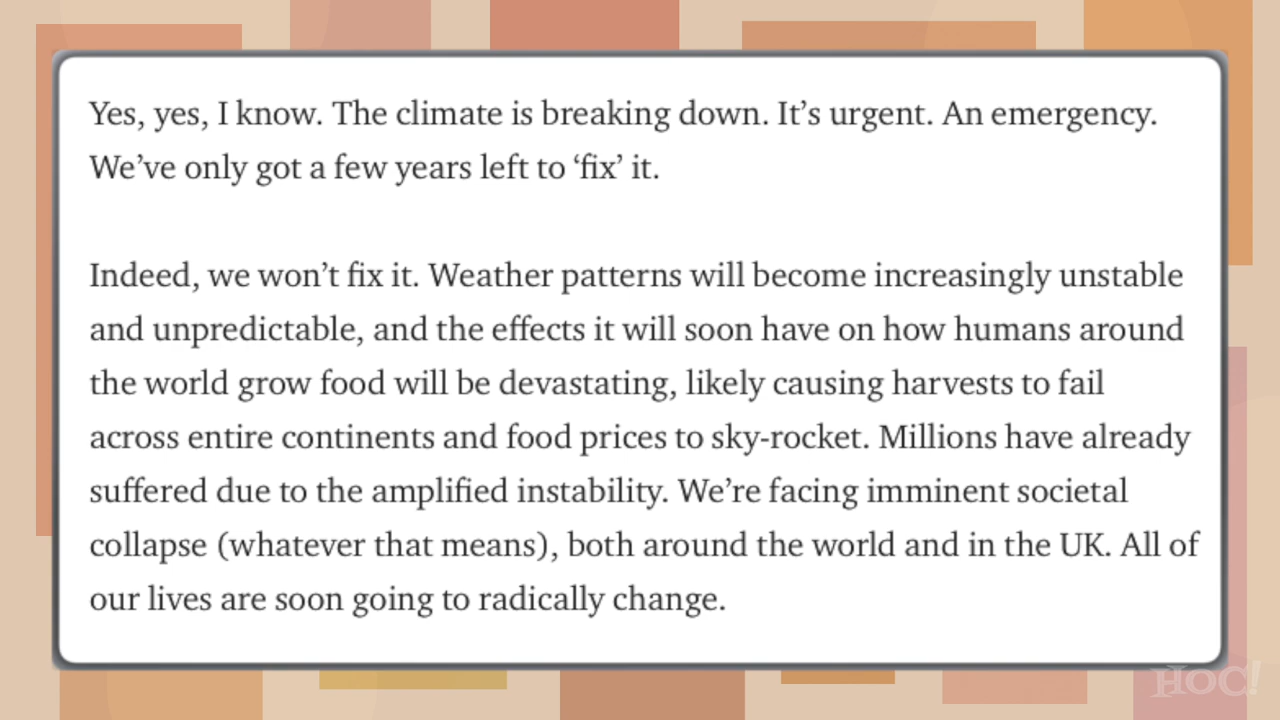 Yes, yes, I know. The climate is breaking down. It’s urgent. An emergency.
We’ve only got a few years left to ‘fix’ it.
Indeed, we won’t fix it. Weather patterns will become increasingly unstable
and unpredictable, and the effects it will soon have on how humans around
the world grow food will be devastating, likely causing harvests to fail
across entire continents and food prices to sky-rocket. Millions have already
suffered due to the amplified instability. We’re facing imminent societal
collapse (whatever that means), both around the world and in the UK. All of
our lives are soon going to radically change.
HOC!